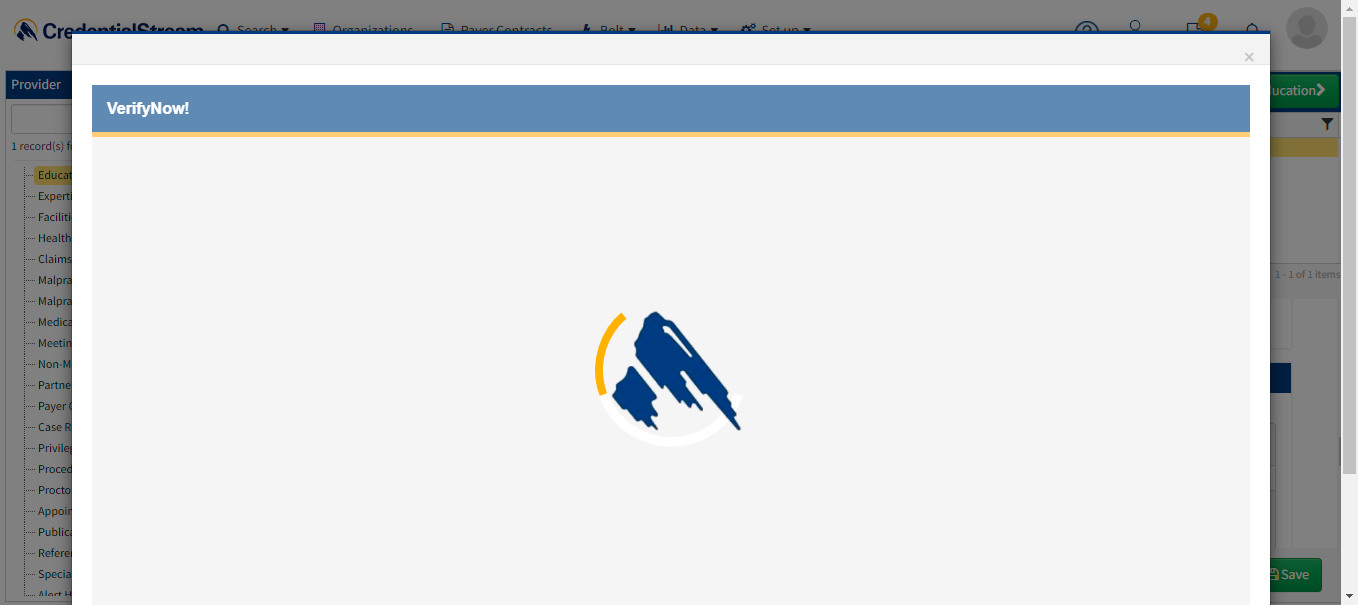 CredentialStream Search Organizations Payer Contracts Bolt Data Set up 4
×
Provider
VerifyNow!
ucation
1 record(s) f
Educat
Experti
Faciliti
Health
Claims
Malpra
1 - 1 of 1 items
Malpra
Medica
Meetin
Non-M
Partne
Payer
Case R
Privileg
Proced
Procto
Appoin
Publica
Referen
Specia
Save
Alert H